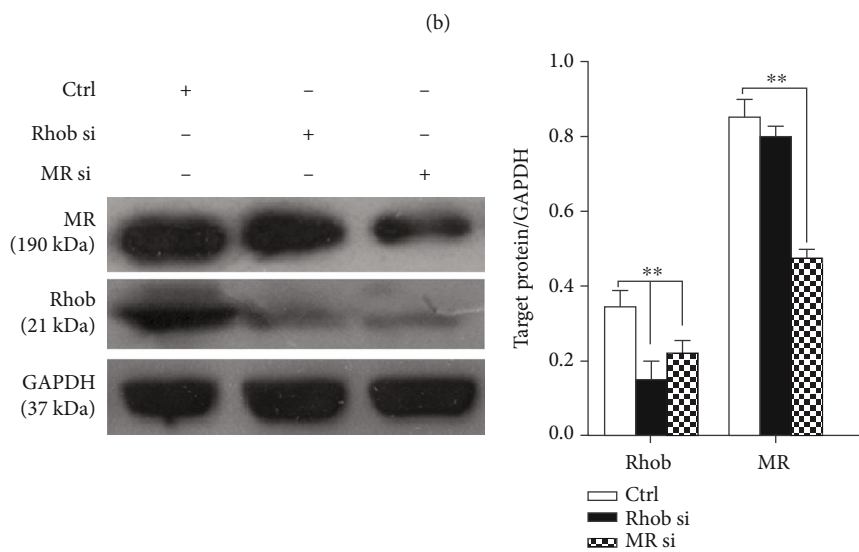 (b)
Ctrl + – –
Rhob si – + –
MR si – – +
MR
(190 kDa)
Rhob
(21 kDa)
GAPDH
(37 kDa)
Target protein/GAPDH
1.0
0.8
0.6
0.4
0.2
0.0
**
**
Rhob MR
Ctrl
Rhob si
MR si